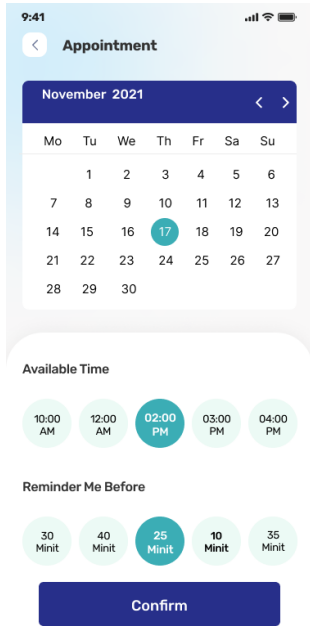 9:41
Appointment
November 2021
Mo Tu We Th Fr Sa Su
1 2 3 4 5 6
7 8 9 10 11 12 13
14 15 16 17 18 19 20
21 22 23 24 25 26 27
28 29 30
Available Time
10:00 12:00 02:00 03:00 04:00
AM AM PM PM PM
Reminder Me Before
30 40 25 10 35
Minit Minit Minit Minit Minit
Confirm